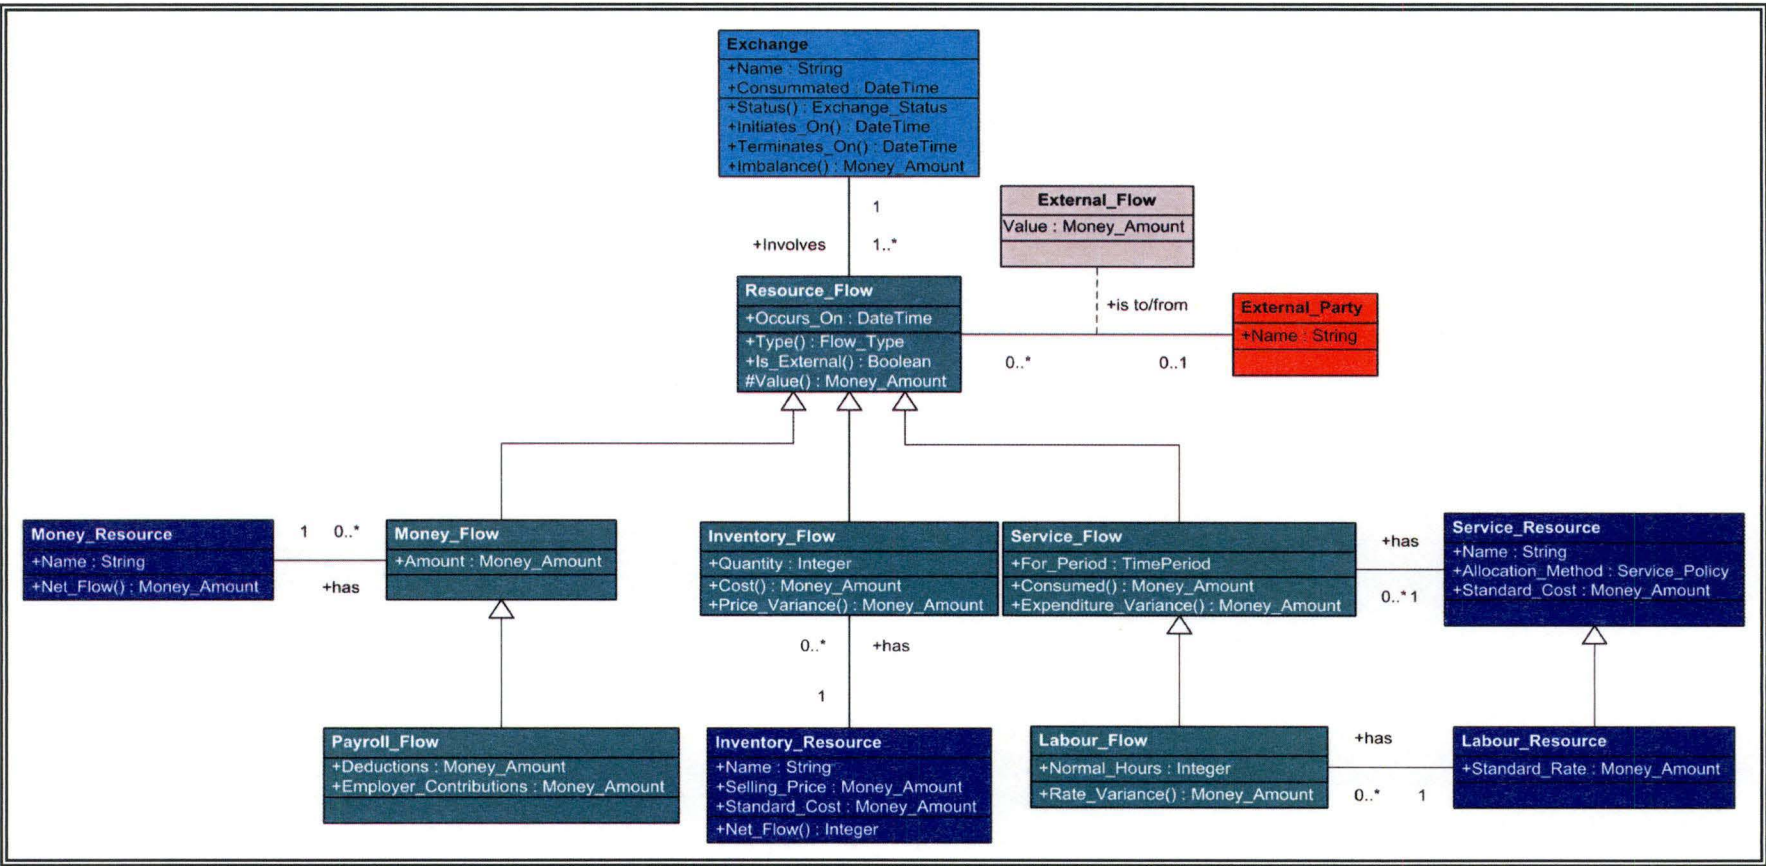 Exchange
+Name : String
+Consummated : DateTime
+Status() : Exchange_Status
+Initiates_On() : DateTime
+Terminates_On() : DateTime
+Imbalance() : Money_Amount
1
+Involves 1..*
External_Flow
Value : Money_Amount
Resource_Flow
+Occurs_On : DateTime
+Type() : Flow_Type
+Is_External() : Boolean
#Value() : Money_Amount
+is to/from
0..* 0..1
External_Party
+Name : String
Money_Resource
+Name : String
+Net_Flow() : Money_Amount
1 0..*
+has
Money_Flow
+Amount : Money_Amount
Inventory_Flow
+Quantity : Integer
+Cost() : Money_Amount
+Price_Variance() : Money_Amount
Service_Flow
+For_Period : TimePeriod
+Consumed() : Money_Amount
+Expenditure_Variance() : Money_Amount
+has
0..* 1
Service_Resource
+Name : String
+Allocation_Method : Service_Policy
+Standard_Cost : Money_Amount
0..* +has
1
Payroll_Flow
+Deductions : Money_Amount
+Employer_Contributions : Money_Amount
Inventory_Resource
+Name : String
+Selling_Price : Money_Amount
+Standard_Cost : Money_Amount
+Net_Flow() : Integer
Labour_Flow
+Normal_Hours : Integer
+Rate_Variance() : Money_Amount
+has
0..* 1
Labour_Resource
+Standard_Rate : Money_Amount